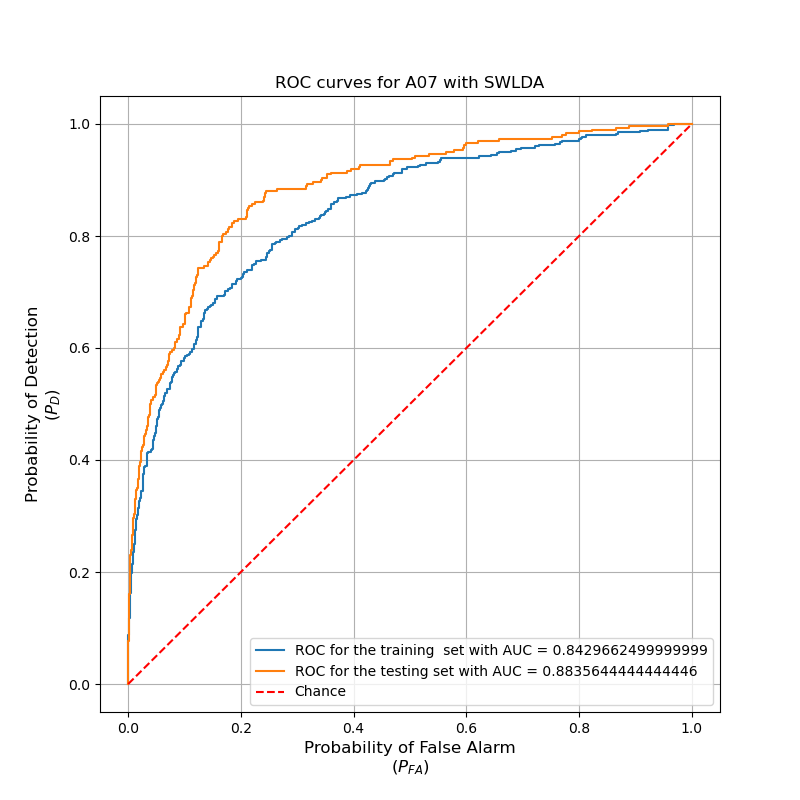 ROC curves for A07 with SWLDA
1.0
0.8
0.6
0.4
0.2
0.0
Probability of Detection
(P_D)
ROC for the training  set with AUC = 0.8429662499999999
ROC for the testing set with AUC = 0.8835644444444446
Chance
0.0 0.2 0.4 0.6 0.8 1.0
Probability of False Alarm
(P_FA)